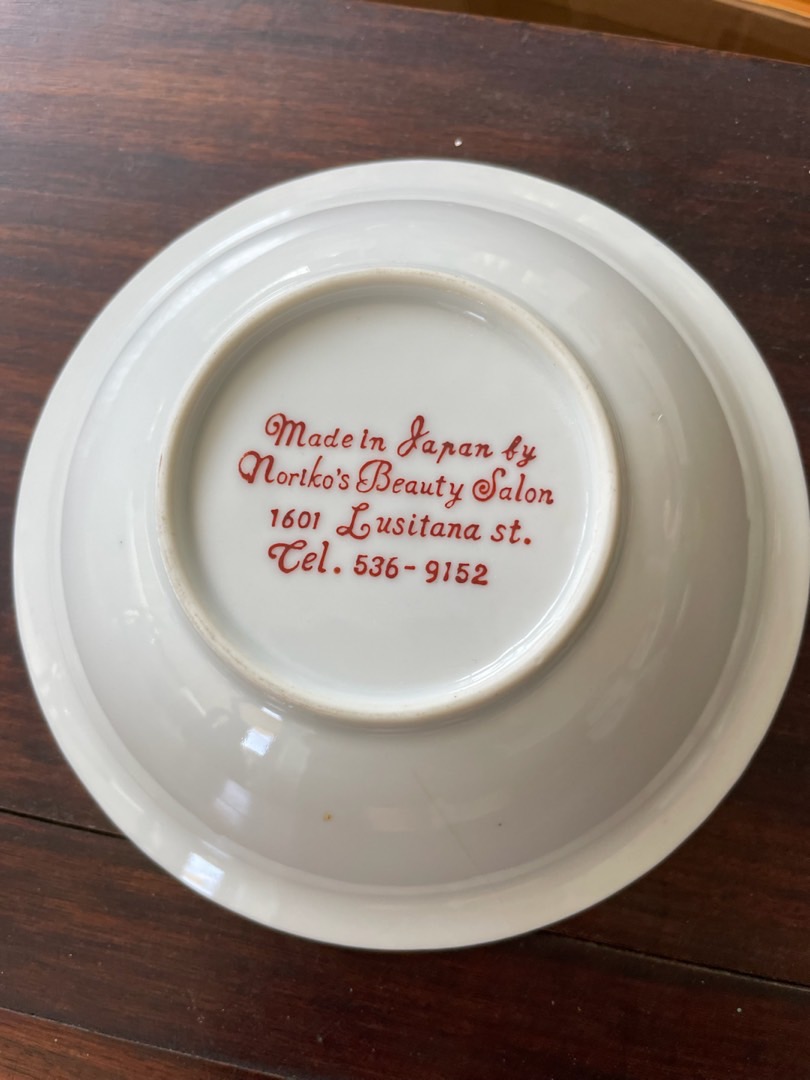 Made in Japan by
Noriko's Beauty Salon
1601 Lusitana st.
Tel. 536-9152